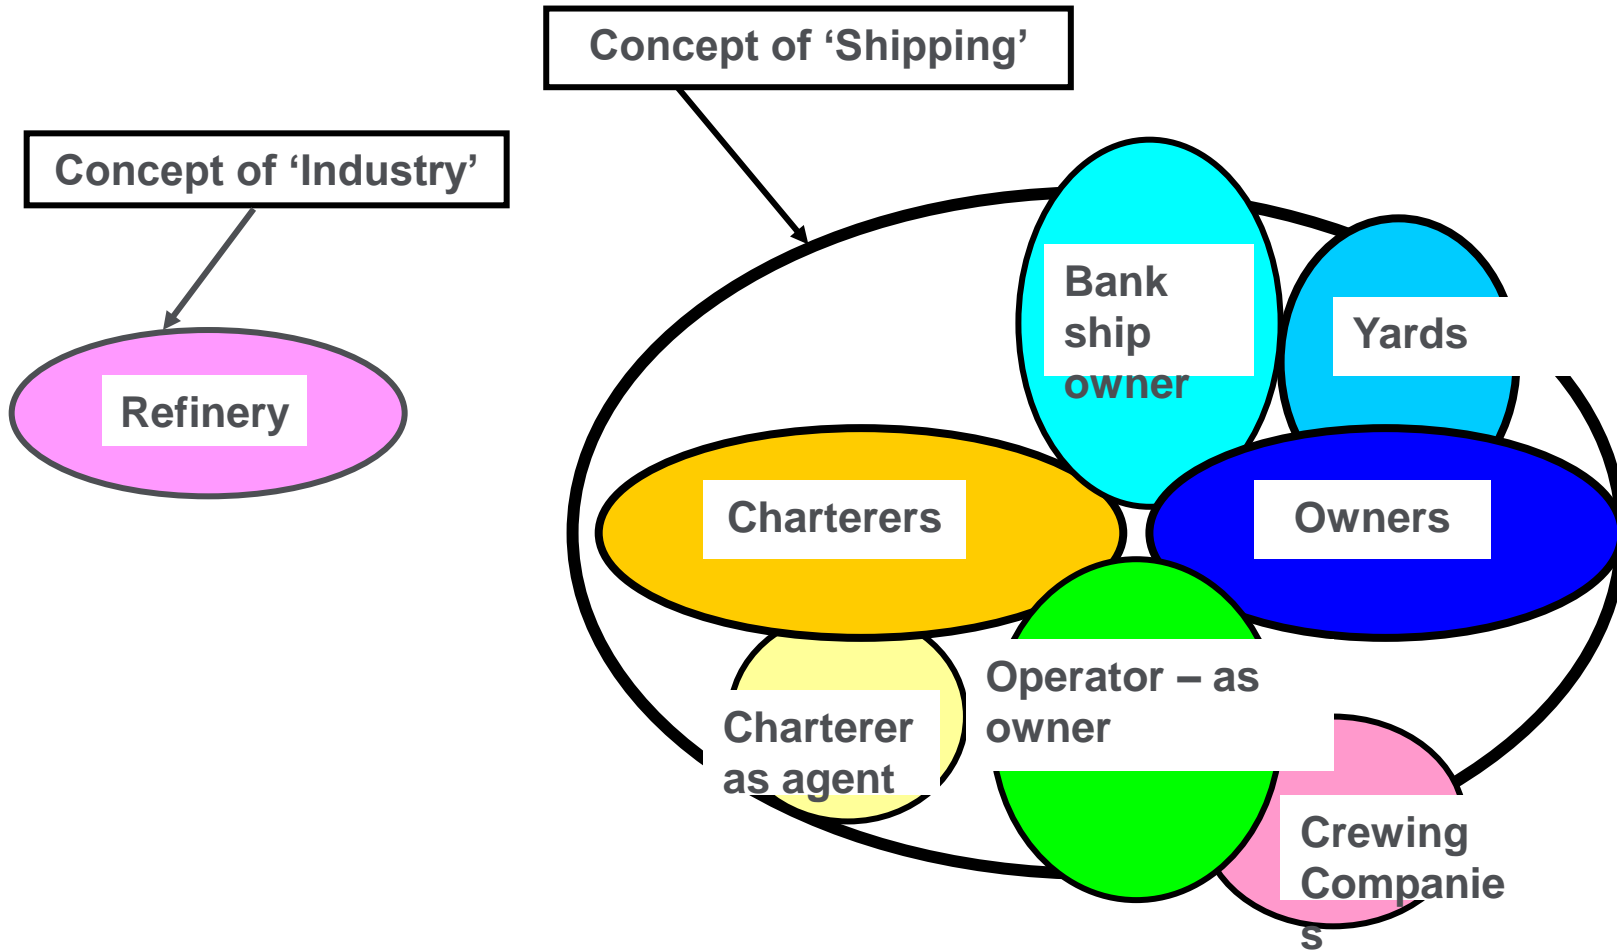 Concept of ‘Shipping’
Concept of ‘Industry’
Bank
ship
owner
Yards
Refinery
Charterers
Owners
Operator – as
owner
Charterer
as agent
Crewing
Companie
s